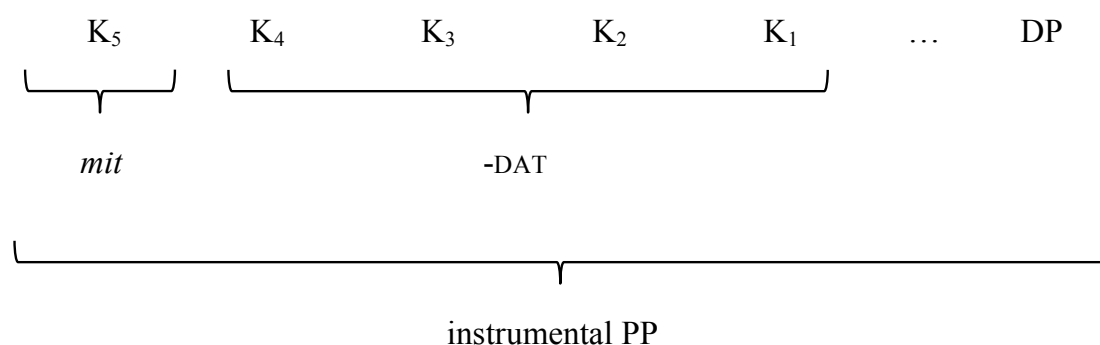 K₅ K₄ K₃ K₂ K₁ … DP
mit -DAT
instrumental PP